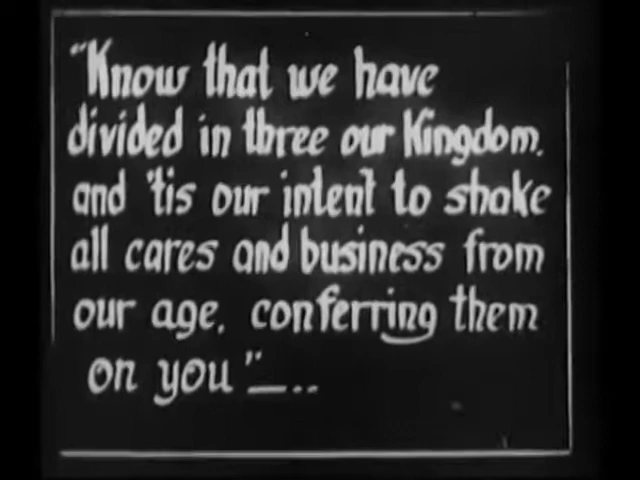 "Know that we have
divided in three our Kingdom.
and 'tis our intent to shake
all cares and business from
our age, conferring them
on you"—..